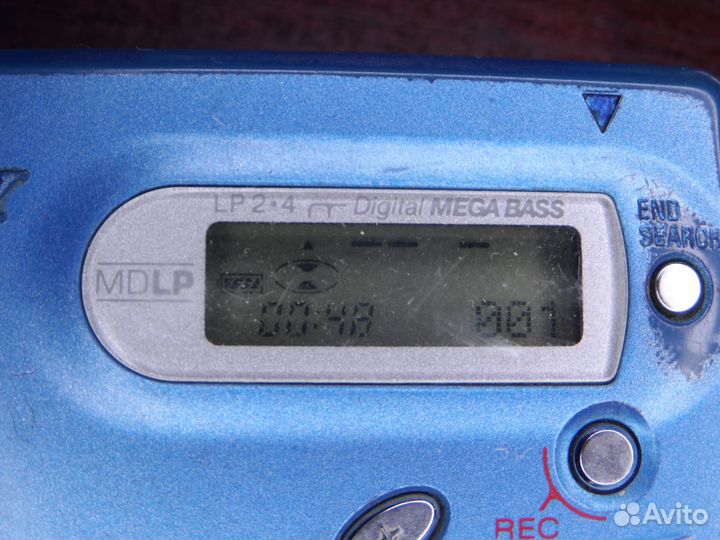 LP 2・4 Digital MEGA BASS
END
SEARCH
MDLP
00:48 001
REC
Avito